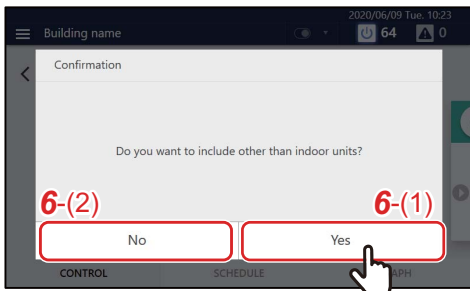 2020/06/09 Tue. 10:23
Building name
64
0
Confirmation
Do you want to include other than indoor units?
6-(2)
6-(1)
No
Yes
CONTROL
SCHEDULE
APH